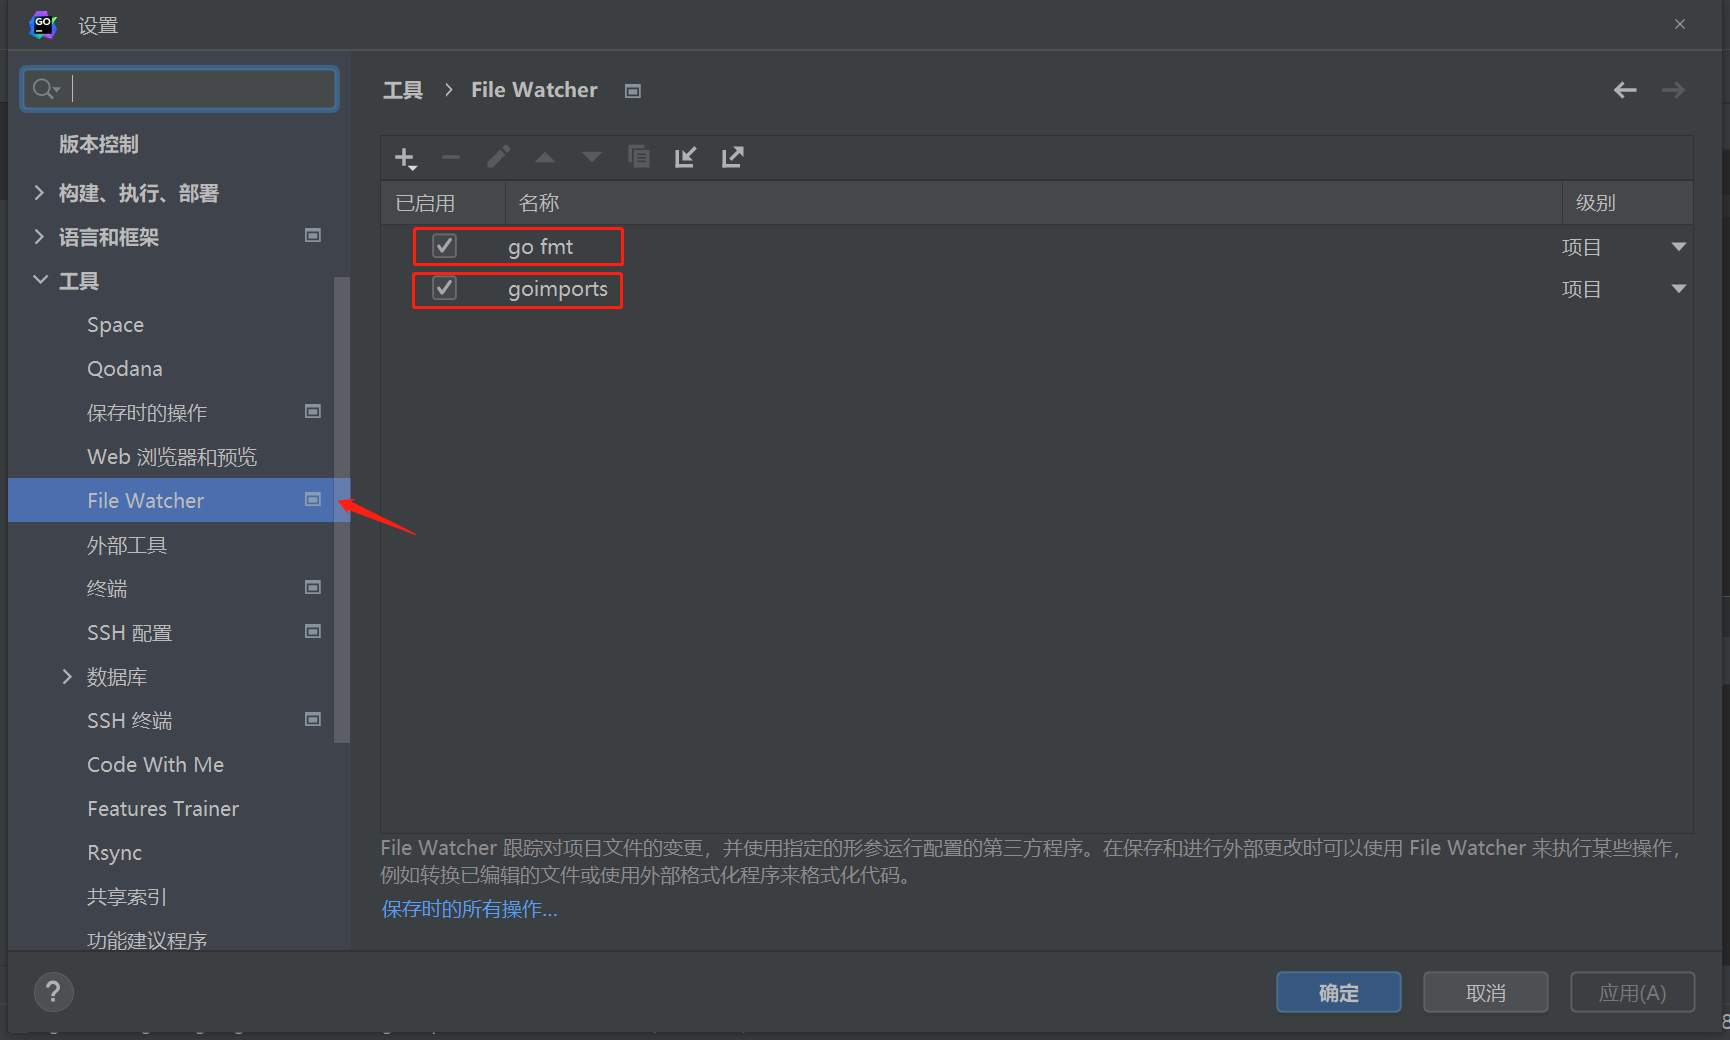 GO
设置
版本控制
构建、执行、部署
语言和框架
工具
Space
Qodana
保存时的操作
Web 浏览器和预览
File Watcher
外部工具
终端
SSH 配置
数据库
SSH 终端
Code With Me
Features Trainer
Rsync
共享索引
功能建议程序
工具 > File Watcher
已启用 名称 级别
go fmt 项目
goimports 项目
File Watcher 跟踪对项目文件的变更，并使用指定的形参运行配置的第三方程序。在保存和进行外部更改时可以使用 File Watcher 来执行某些操作，
例如转换已编辑的文件或使用外部格式化程序来格式化代码。
保存时的所有操作...
?
确定 取消 应用(A)